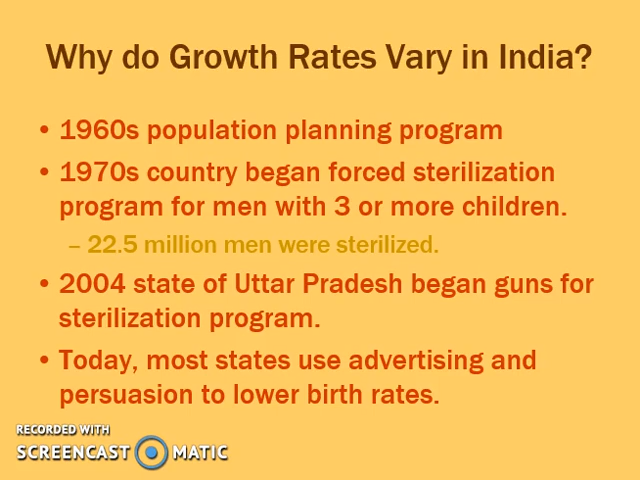 Why do Growth Rates Vary in India?
• 1960s population planning program
• 1970s country began forced sterilization
program for men with 3 or more children.
– 22.5 million men were sterilized.
• 2004 state of Uttar Pradesh began guns for
sterilization program.
• Today, most states use advertising and
persuasion to lower birth rates.
RECORDED WITH
SCREENCAST MATIC